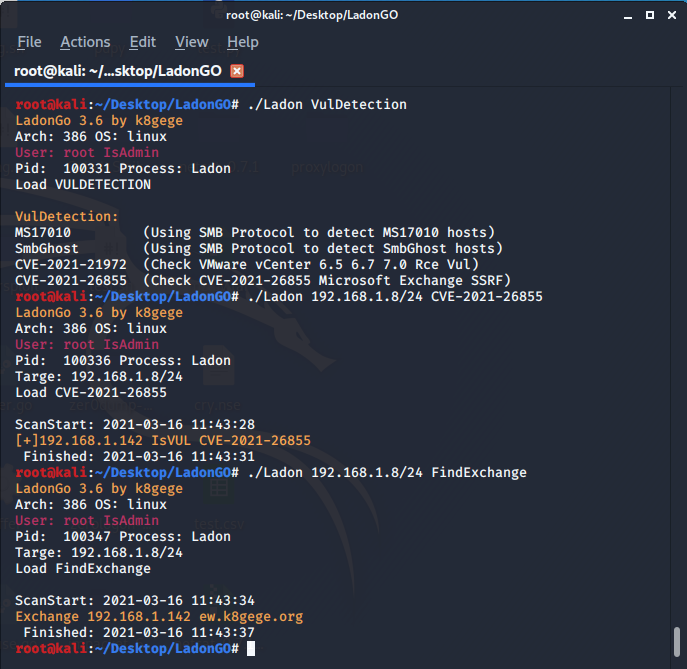 root@kali: ~/Desktop/LadonGO
File Actions Edit View Help
root@kali: ~/...sktop/LadonGO
root@kali:~/Desktop/LadonGO# ./Ladon VulDetection
LadonGo 3.6 by k8gege
Arch: 386 OS: linux
User: root IsAdmin
Pid:  100331 Process: Ladon
Load VULDETECTION
VulDetection:
MS17010         (Using SMB Protocol to detect MS17010 hosts)
SmbGhost        (Using SMB Protocol to detect SmbGhost hosts)
CVE-2021-21972  (Check VMware vCenter 6.5 6.7 7.0 Rce Vul)
CVE-2021-26855  (Check CVE-2021-26855 Microsoft Exchange SSRF)
root@kali:~/Desktop/LadonGO# ./Ladon 192.168.1.8/24 CVE-2021-26855
LadonGo 3.6 by k8gege
Arch: 386 OS: linux
User: root IsAdmin
Pid:  100336 Process: Ladon
Targe: 192.168.1.8/24
Load CVE-2021-26855
ScanStart: 2021-03-16 11:43:28
[+]192.168.1.142 IsVUL CVE-2021-26855
 Finished: 2021-03-16 11:43:31
root@kali:~/Desktop/LadonGO# ./Ladon 192.168.1.8/24 FindExchange
LadonGo 3.6 by k8gege
Arch: 386 OS: linux
User: root IsAdmin
Pid:  100347 Process: Ladon
Targe: 192.168.1.8/24
Load FindExchange
ScanStart: 2021-03-16 11:43:34
Exchange 192.168.1.142 ew.k8gege.org
 Finished: 2021-03-16 11:43:37
root@kali:~/Desktop/LadonGO#